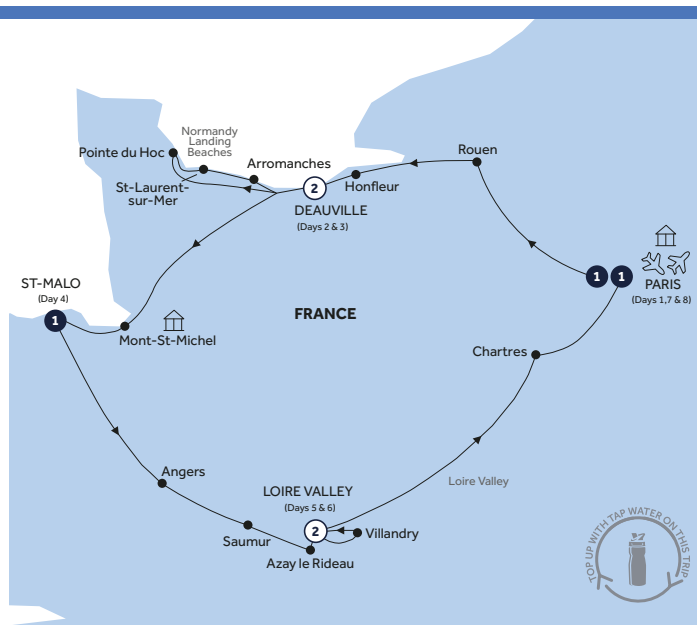 Normandy
Landing
Beaches
Pointe du Hoc
Arromanches
Rouen
St-Laurent-
sur-Mer
2
Honfleur
DEAUVILLE
(Days 2 & 3)
1
1
PARIS
(Days 1,7 & 8)
ST-MALO
(Day 4)
1
Mont-St-Michel
FRANCE
Chartres
Angers
LOIRE VALLEY
(Days 5 & 6)
Loire Valley
2
Villandry
Saumur
Azay le Rideau
TOP UP WITH TAP WATER ON THIS TRIP